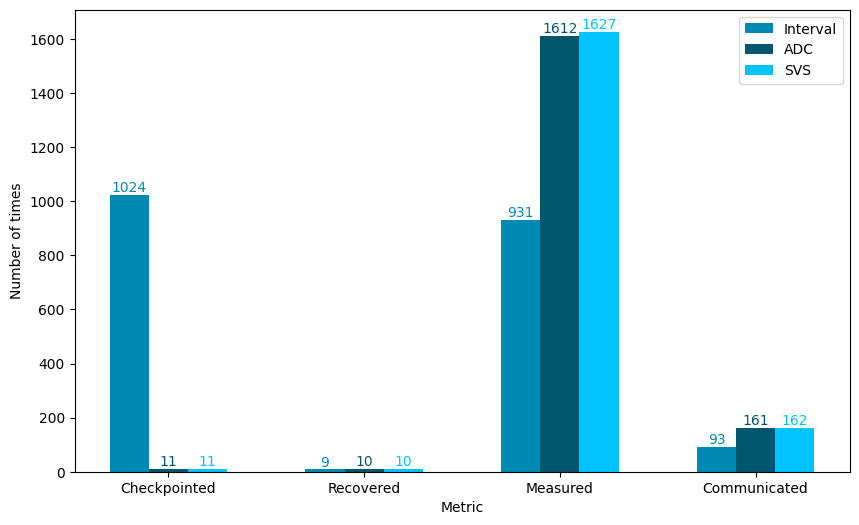 Interval
ADC
SVS
1024
11
11
9
10
10
931
1612
1627
93
161
162
1600
1400
1200
1000
800
600
400
200
0
Number of times
Checkpointed
Recovered
Measured
Communicated
Metric